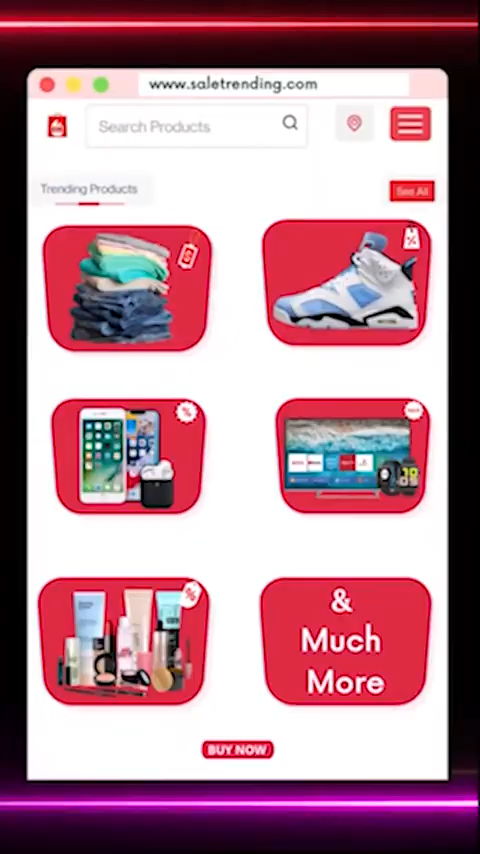 www.saletrending.com
Search Products
Trending Products
See All
&
Much
More
BUY NOW